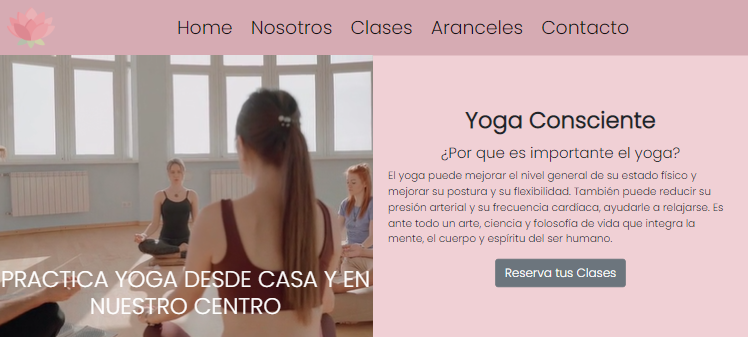 Home Nosotros Clases Aranceles Contacto
PRACTICA YOGA DESDE CASA Y EN
NUESTRO CENTRO
Yoga Consciente
¿Por que es importante el yoga?
El yoga puede mejorar el nivel general de su estado físico y
mejorar su postura y su flexibilidad. También puede reducir su
presión arterial y su frecuencia cardíaca, ayudarle a relajarse. Es
ante todo un arte, ciencia y folosofía de vida que integra la
mente, el cuerpo y espíritu del ser humano.
Reserva tus Clases